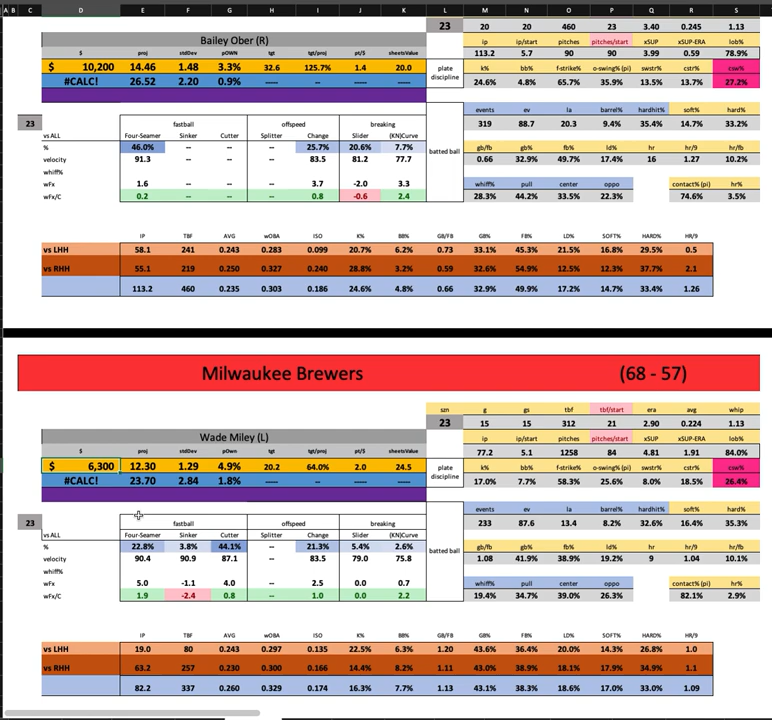 A B C D E F G H I J K L M N O P Q R S
23 20 20 460 23 3.40 0.245 1.13
Bailey Ober (R) ip ip/start pitches pitches/start xSUP xSUP-ERA lob%
$ proj stdDev pOWN tgt tgt/proj pt/$ sheetsValue 113.2 5.7 90 90 3.99 0.59 78.9%
$ 10,200 14.46 1.48 3.3% 32.6 125.7% 1.4 20.0 plate discipline k% bb% f-strike% o-swing% (pi) swstr% cstr% csw%
#CALC! 26.52 2.20 0.9% ---- ---- -- ---- 24.6% 4.8% 65.7% 35.9% 13.5% 13.7% 27.2%
events ev la barrel% hardhit% soft% hard%
23 fastball offspeed breaking 319 88.7 20.3 9.4% 35.4% 14.7% 33.2%
vs ALL Four-Seamer Sinker Cutter Splitter Change Slider (KN)Curve
% 46.0% -- -- -- 25.7% 20.6% 7.7% batted ball gb/fb gb% fb% ld% hr hr/9 hr/fb
velocity 91.3 -- -- -- 83.5 81.2 77.7 0.66 32.9% 49.7% 17.4% 16 1.27 10.2%
whiff%
wFx 1.6 -- -- -- 3.7 -2.0 3.3 whiff% pull center oppo contact% (pi) hr%
wFx/C 0.2 -- -- -- 0.8 -0.6 2.4 28.3% 44.2% 33.5% 22.3% 74.6% 3.5%
IP TBF AVG wOBA ISO K% BB% GB/FB GB% FB% LD% SOFT% HARD% HR/9
vs LHH 58.1 241 0.243 0.283 0.099 20.7% 6.2% 0.73 33.1% 45.3% 21.5% 16.8% 29.5% 0.5
vs RHH 55.1 219 0.250 0.327 0.240 28.8% 3.2% 0.59 32.6% 54.9% 12.5% 12.3% 37.7% 2.1
113.2 460 0.235 0.303 0.186 24.6% 4.8% 0.66 32.9% 49.9% 17.2% 14.7% 33.4% 1.26
Milwaukee Brewers (68 - 57)
szn g gs tbf tbf/start era avg whip
23 15 15 312 21 2.90 0.224 1.13
Wade Miley (L) ip ip/start pitches pitches/start xSUP xSUP-ERA lob%
$ proj stdDev pOwn tgt tgt/proj pt/$ sheetsValue 77.2 5.1 1258 84 4.81 1.91 84.0%
$ 6,300 12.30 1.29 4.9% 20.2 64.0% 2.0 24.5 plate discipline k% bb% f-strike% o-swing% (pi) swstr% cstr% csw%
#CALC! 23.70 2.84 1.8% ---- ---- -- ---- 17.0% 7.7% 58.3% 25.6% 8.0% 18.5% 26.4%
events ev la barrel% hardhit% soft% hard%
23 fastball offspeed breaking 233 87.6 13.4 8.2% 32.6% 16.4% 35.3%
vs ALL Four-Seamer Sinker Cutter Splitter Change Slider (KN)Curve
% 22.8% 3.8% 44.1% -- 21.3% 5.4% 2.6% batted ball gb/fb gb% fb% ld% hr hr/9 hr/fb
velocity 90.4 90.9 87.1 -- 83.5 79.0 75.8 1.08 41.9% 38.9% 19.2% 9 1.04 10.1%
whiff%
wFx 5.0 -1.1 4.0 -- 2.5 0.0 0.7 whiff% pull center oppo contact% (pi) hr%
wFx/C 1.9 -2.4 0.8 -- 1.0 0.0 2.2 19.4% 34.7% 39.0% 26.3% 82.1% 2.9%
IP TBF AVG wOBA ISO K% BB% GB/FB GB% FB% LD% SOFT% HARD% HR/9
vs LHH 19.0 80 0.243 0.297 0.135 22.5% 6.3% 1.20 43.6% 36.4% 20.0% 14.3% 26.8% 1.0
vs RHH 63.2 257 0.230 0.300 0.166 14.4% 8.2% 1.11 43.0% 38.9% 18.1% 17.9% 34.9% 1.1
82.2 337 0.260 0.329 0.174 16.3% 7.7% 1.13 43.1% 38.3% 18.6% 17.0% 33.0% 1.09